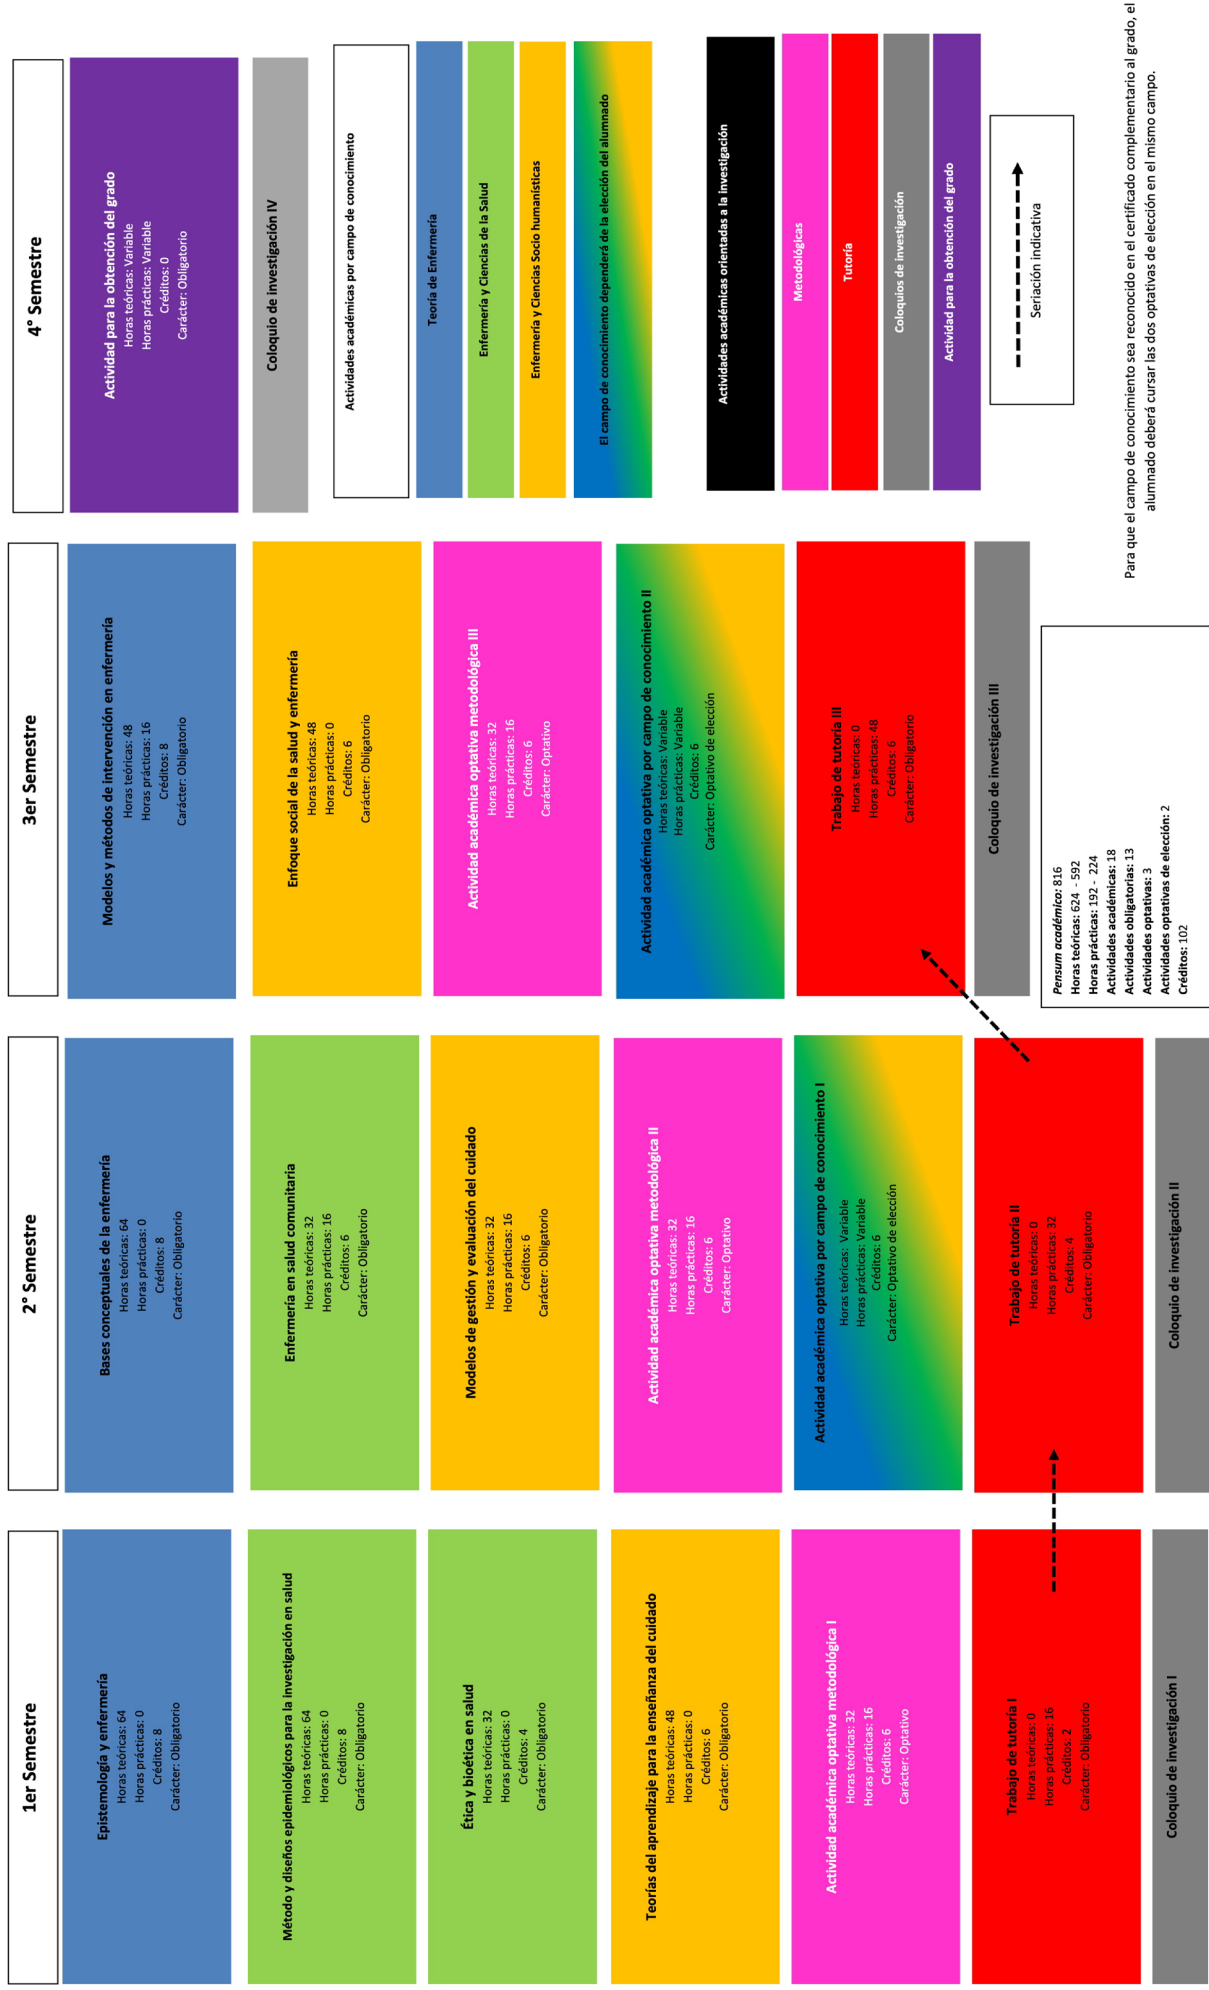 1er Semestre
Epistemología y enfermería
Horas teóricas: 64
Horas prácticas: 0
Créditos: 8
Carácter: Obligatorio
Método y diseños epidemiológicos para la investigación en salud
Horas teóricas: 64
Horas prácticas: 0
Créditos: 8
Carácter: Obligatorio
Ética y bioética en salud
Horas teóricas: 32
Horas prácticas: 0
Créditos: 4
Carácter: Obligatorio
Teorías del aprendizaje para la enseñanza del cuidado
Horas teóricas: 48
Horas prácticas: 0
Créditos: 6
Carácter: Obligatorio
Actividad académica optativa metodológica I
Horas teóricas: 32
Horas prácticas: 16
Créditos: 6
Carácter: Optativo
Trabajo de tutoría I
Horas teóricas: 0
Horas prácticas: 16
Créditos: 2
Carácter: Obligatorio
Coloquio de investigación I
2° Semestre
Bases conceptuales de la enfermería
Horas teóricas: 64
Horas prácticas: 0
Créditos: 8
Carácter: Obligatorio
Enfermería en salud comunitaria
Horas teóricas: 32
Horas prácticas: 16
Créditos: 6
Carácter: Obligatorio
Modelos de gestión y evaluación del cuidado
Horas teóricas: 32
Horas prácticas: 16
Créditos: 6
Carácter: Obligatorio
Actividad académica optativa metodológica II
Horas teóricas: 32
Horas prácticas: 16
Créditos: 6
Carácter: Optativo
Actividad académica optativa por campo de conocimiento I
Horas teóricas: Variable
Horas prácticas: Variable
Créditos: 6
Carácter: Optativo de elección
Trabajo de tutoría II
Horas teóricas: 0
Horas prácticas: 32
Créditos: 4
Carácter: Obligatorio
Coloquio de investigación II
3er Semestre
Modelos y métodos de intervención en enfermería
Horas teóricas: 48
Horas prácticas: 16
Créditos: 8
Carácter: Obligatorio
Enfoque social de la salud y enfermería
Horas teóricas: 48
Horas prácticas: 0
Créditos: 6
Carácter: Obligatorio
Actividad académica optativa metodológica III
Horas teóricas: 32
Horas prácticas: 16
Créditos: 6
Carácter: Optativo
Actividad académica optativa por campo de conocimiento II
Horas teóricas: Variable
Horas prácticas: Variable
Créditos: 6
Carácter: Optativo de elección
Trabajo de tutoría III
Horas teóricas: 0
Horas prácticas: 48
Créditos: 6
Carácter: Obligatorio
Coloquio de investigación III
Pensum académico: 816
Horas teóricas: 624 - 592
Horas prácticas: 192 - 224
Actividades académicas: 18
Actividades obligatorias: 13
Actividades optativas: 3
Actividades optativas de elección: 2
Créditos: 102
4° Semestre
Actividad para la obtención del grado
Horas teóricas: Variable
Horas prácticas: Variable
Créditos: 0
Carácter: Obligatorio
Coloquio de investigación IV
Actividades académicas por campo de conocimiento
Teoría de Enfermería
Enfermería y Ciencias de la Salud
Enfermería y Ciencias Socio humanísticas
El campo de conocimiento dependerá de la elección del alumnado
Actividades académicas orientadas a la investigación
Metodológicas
Tutoría
Coloquios de investigación
Actividad para la obtención del grado
Seriación indicativa
Para que el campo de conocimiento sea reconocido en el certificado complementario al grado, el
alumnado deberá cursar las dos optativas de elección en el mismo campo.